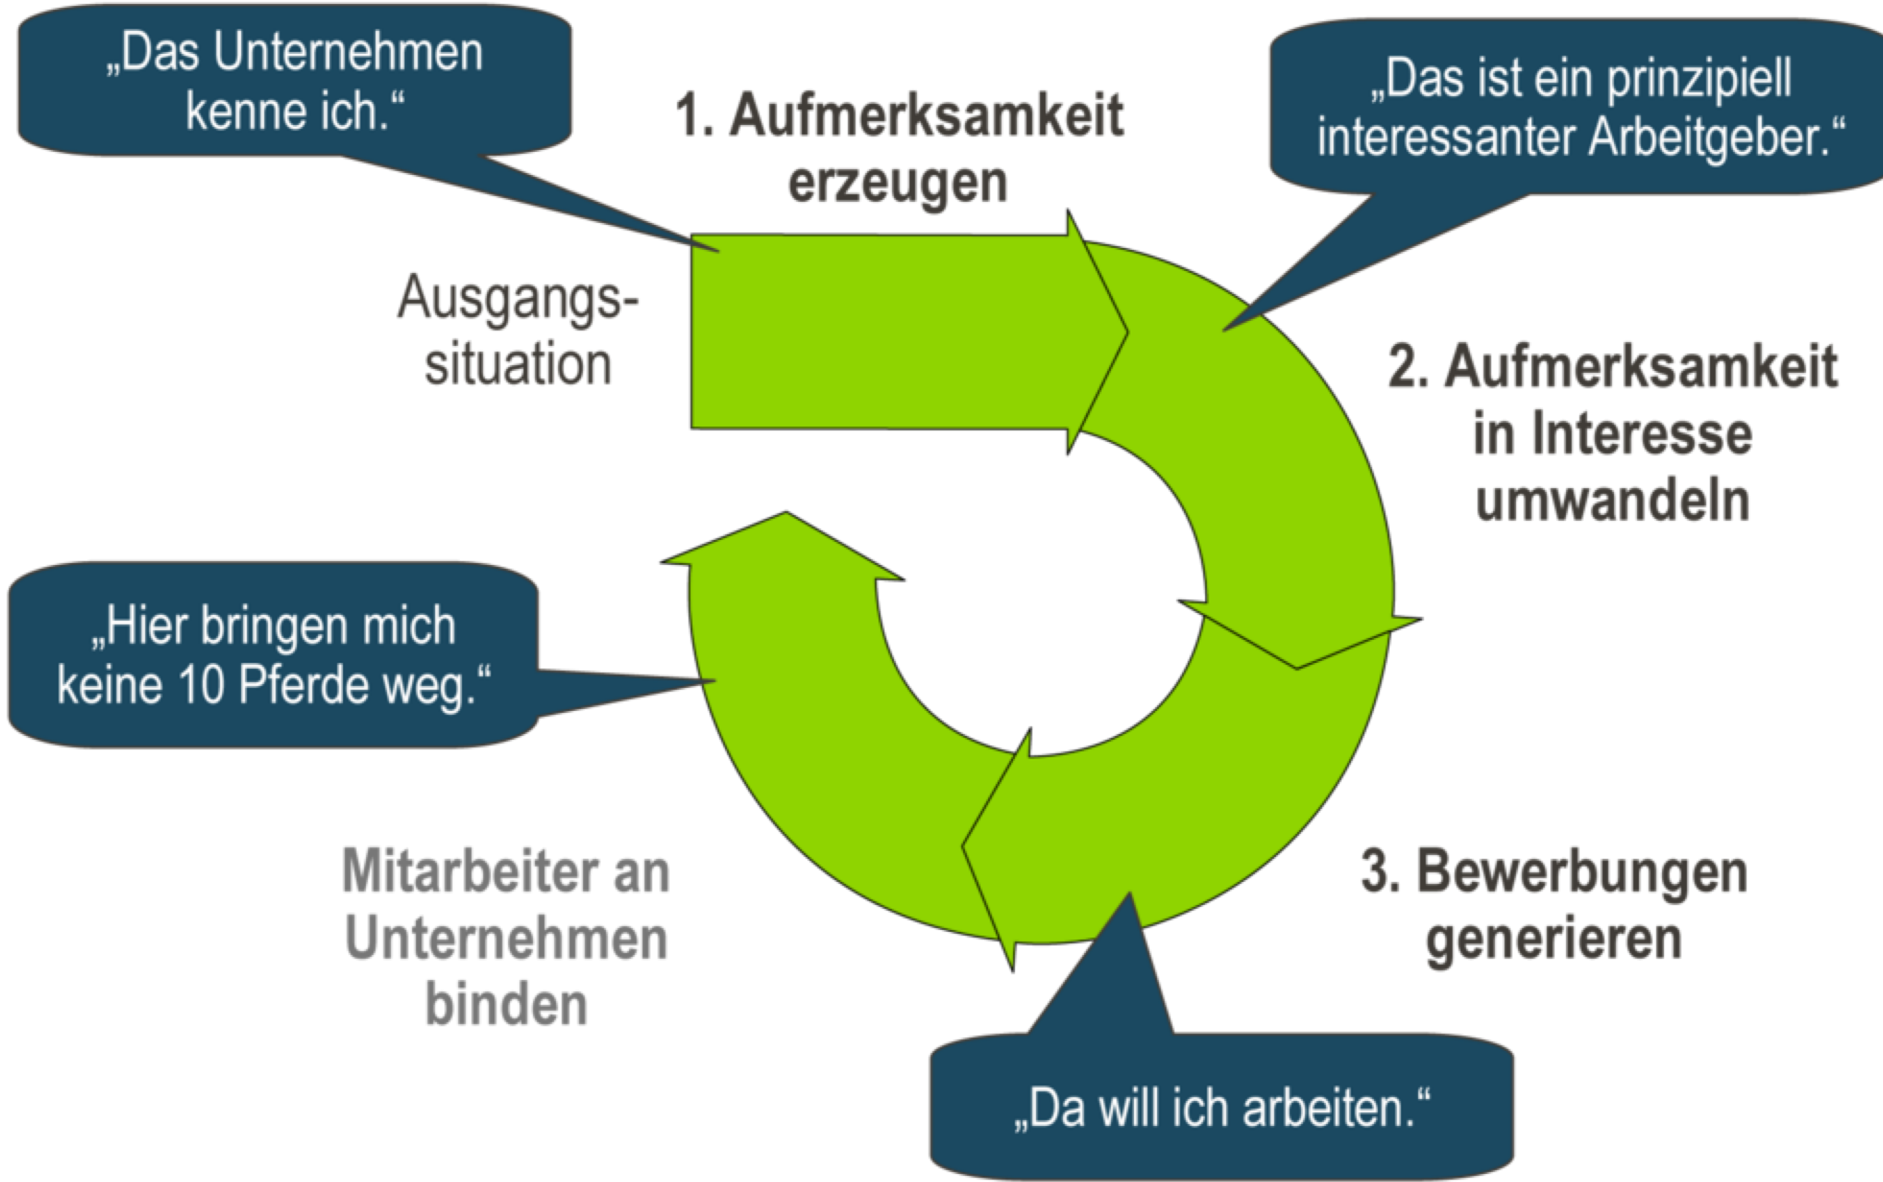 „Das Unternehmen
kenne ich.“
1. Aufmerksamkeit
erzeugen
„Das ist ein prinzipiell
interessanter Arbeitgeber.“
Ausgangs-
situation
2. Aufmerksamkeit
in Interesse
umwandeln
„Hier bringen mich
keine 10 Pferde weg.“
Mitarbeiter an
Unternehmen
binden
3. Bewerbungen
generieren
„Da will ich arbeiten.“